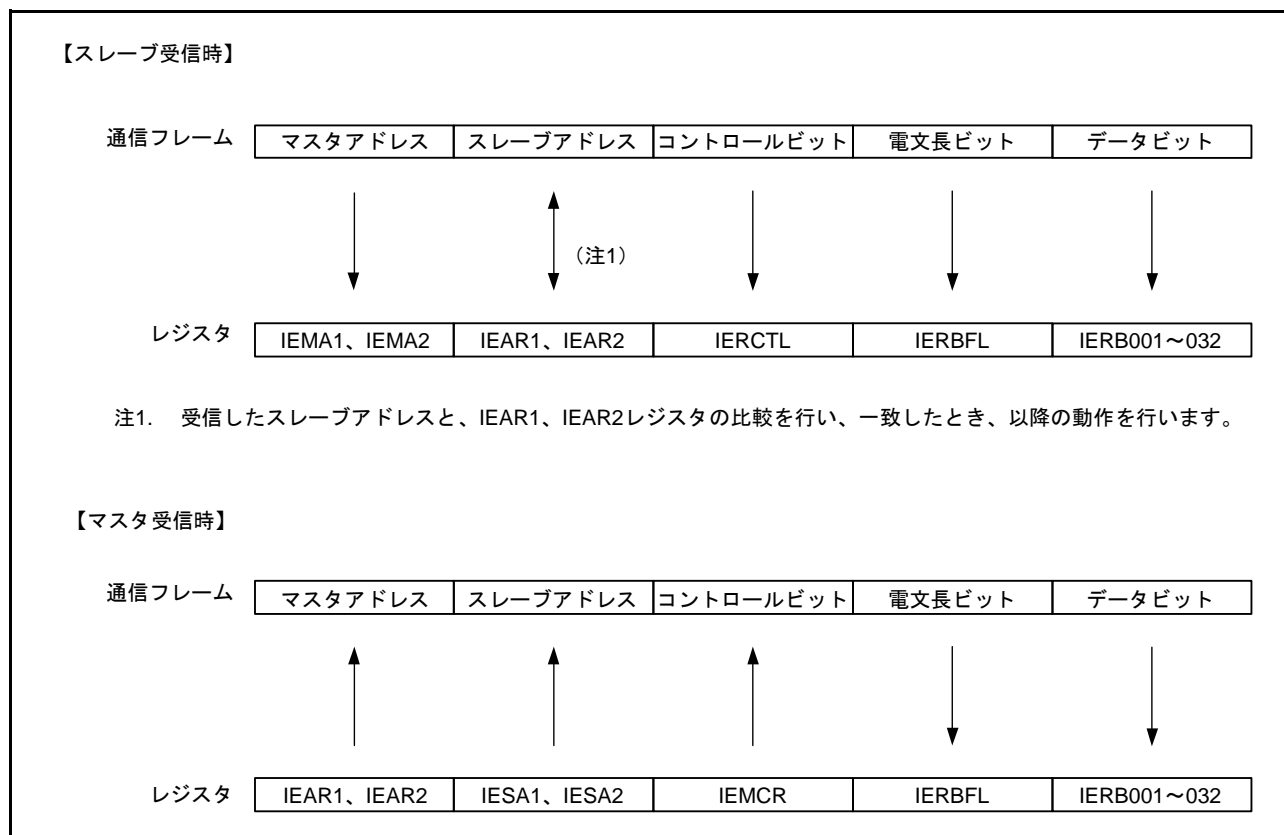 【スレーブ受信時】
通信フレーム マスタアドレス スレーブアドレス コントロールビット 電文長ビット データビット
（注1）
レジスタ IEMA1、IEMA2 IEAR1、IEAR2 IERCTL IERBFL IERB001～032
注1. 受信したスレーブアドレスと、IEAR1、IEAR2レジスタの比較を行い、一致したとき、以降の動作を行います。
【マスタ受信時】
通信フレーム マスタアドレス スレーブアドレス コントロールビット 電文長ビット データビット
レジスタ IEAR1、IEAR2 IESA1、IESA2 IEMCR IERBFL IERB001～032